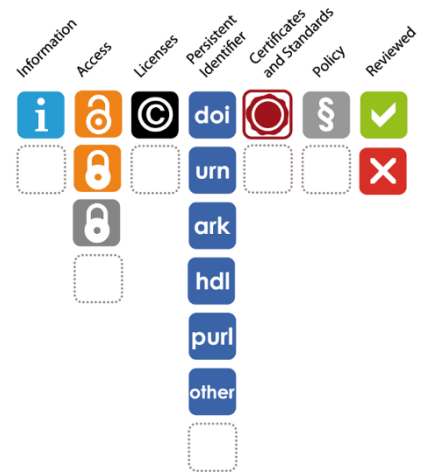 Information
Access
Licenses
Persistent
Identifier
Certificates
and Standards
Policy
Reviewed
i
©
doi
§
urn
ark
hdl
purl
other